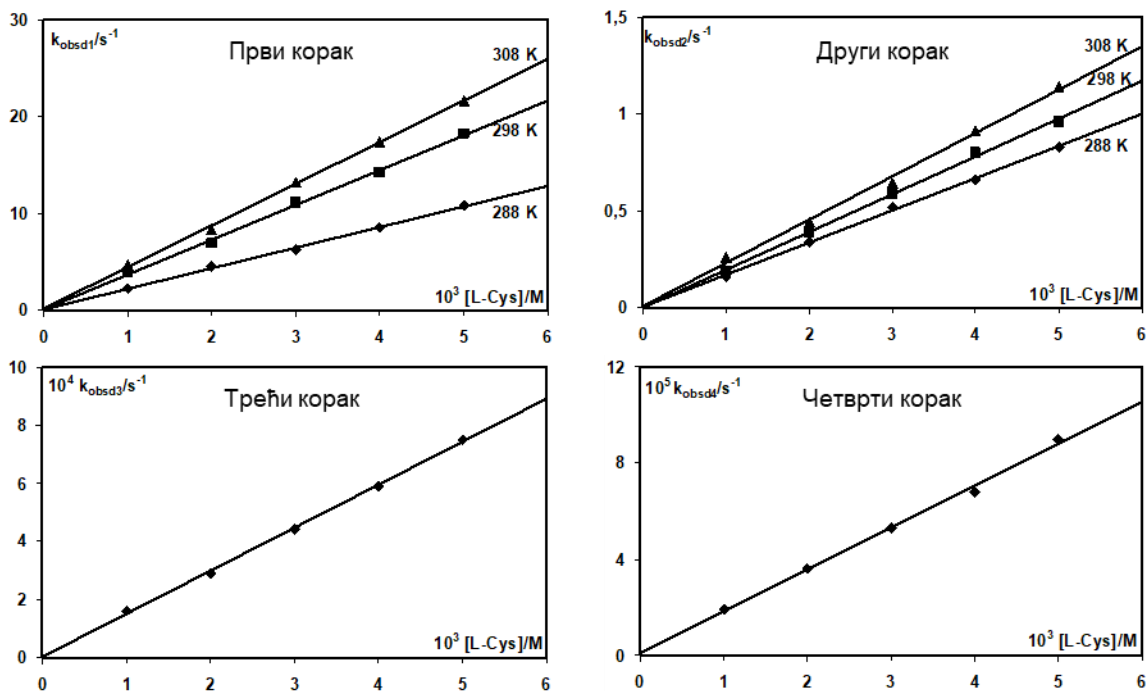 30
k_obsd1/s⁻¹
Први корак
308 K
20
298 K
10
288 K
10³ [L-Cys]/M
0
0 1 2 3 4 5 6
1,5
k_obsd2/s⁻¹
Други корак
308 K
298 K
1
288 K
0,5
10³ [L-Cys]/M
0
0 1 2 3 4 5 6
10
10⁴ k_obsd3/s⁻¹
Трећи корак
8
6
4
2
10³ [L-Cys]/M
0
0 1 2 3 4 5 6
12
10⁵ k_obsd4/s⁻¹
Четврти корак
8
4
10³ [L-Cys]/M
0
0 1 2 3 4 5 6